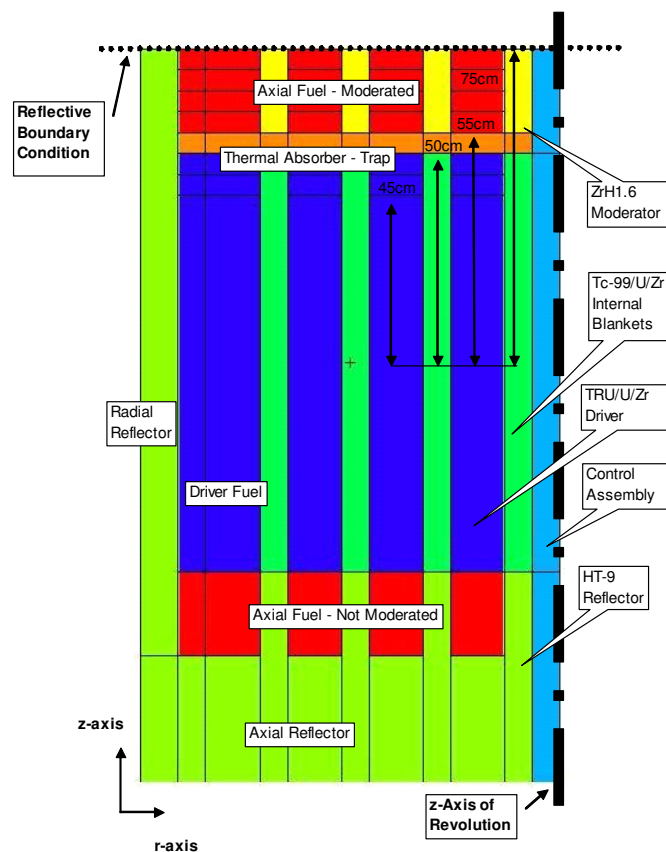 Axial Fuel - Moderated
75cm
Reflective
Boundary
Condition
55cm
50cm
Thermal Absorber - Trap
45cm
ZrH1.6
Moderator
Tc-99/U/Zr
Internal
Blankets
TRU/U/Zr
Driver
Radial
Reflector
Control
Assembly
Driver Fuel
HT-9
Reflector
Axial Fuel - Not Moderated
z-axis
Axial Reflector
z-Axis of
Revolution
r-axis